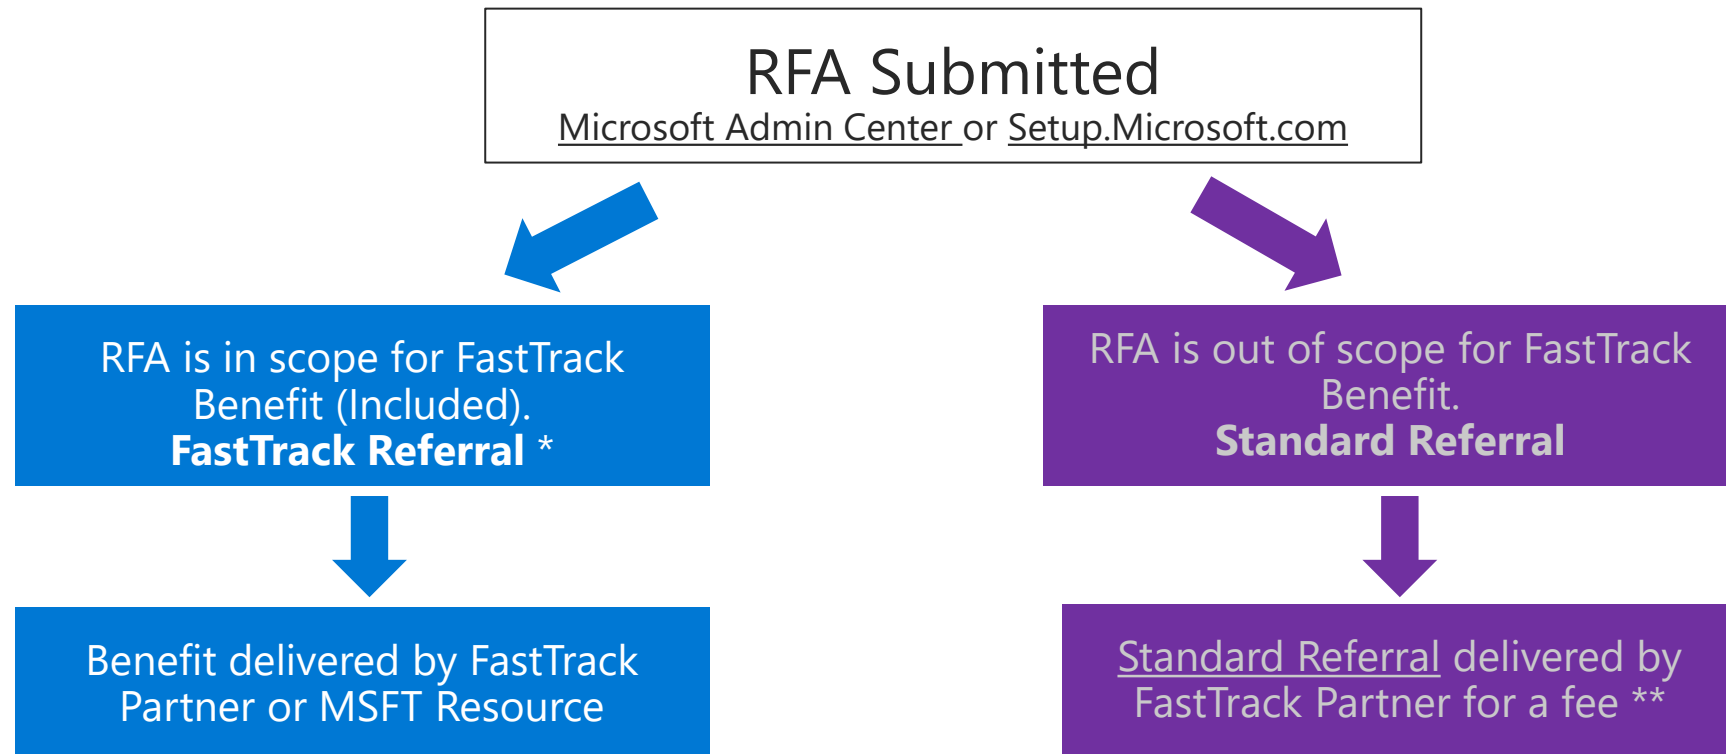 RFA Submitted
Microsoft Admin Center or Setup.Microsoft.com
RFA is in scope for FastTrack
Benefit (Included).
FastTrack Referral *
RFA is out of scope for FastTrack
Benefit.
Standard Referral
Benefit delivered by FastTrack
Partner or MSFT Resource
Standard Referral delivered by
FastTrack Partner for a fee **